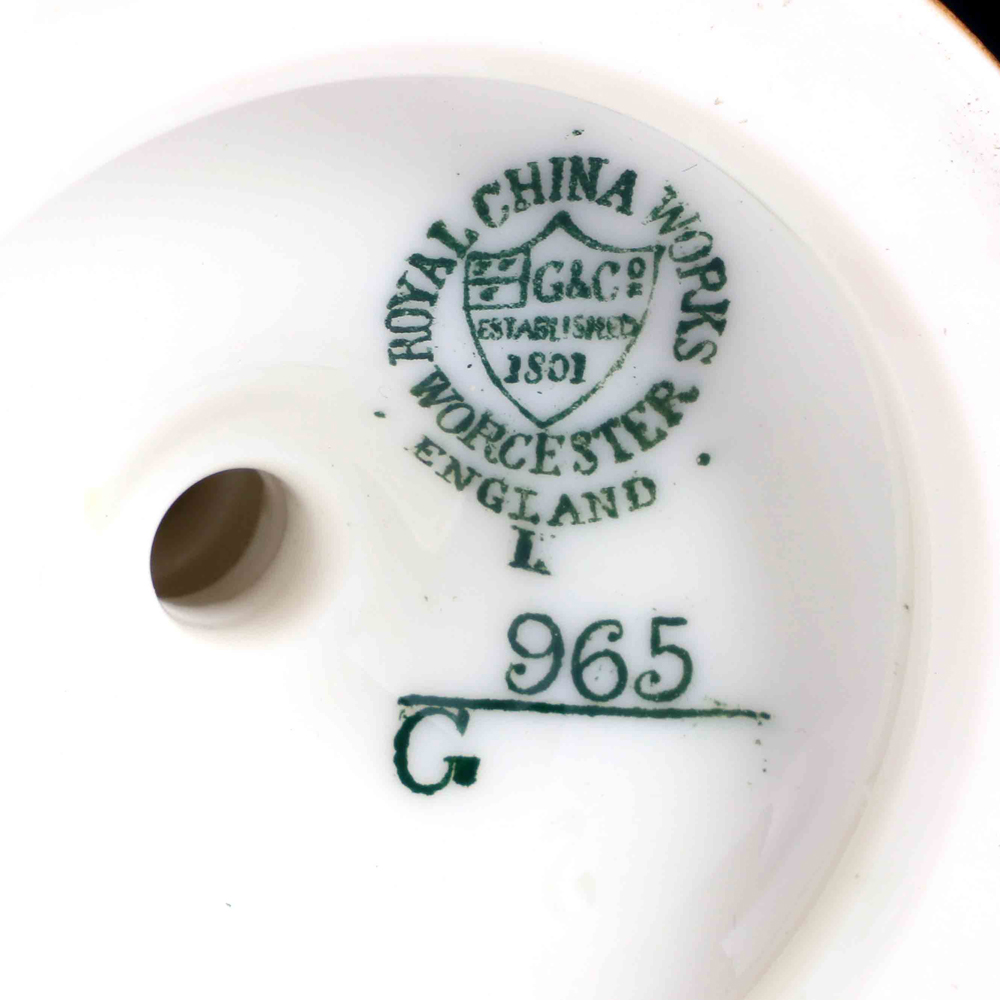 ROYAL CHINA WORKS
G & Cº
ESTABLISHED
1801
WORCESTER
ENGLAND
L
965
G